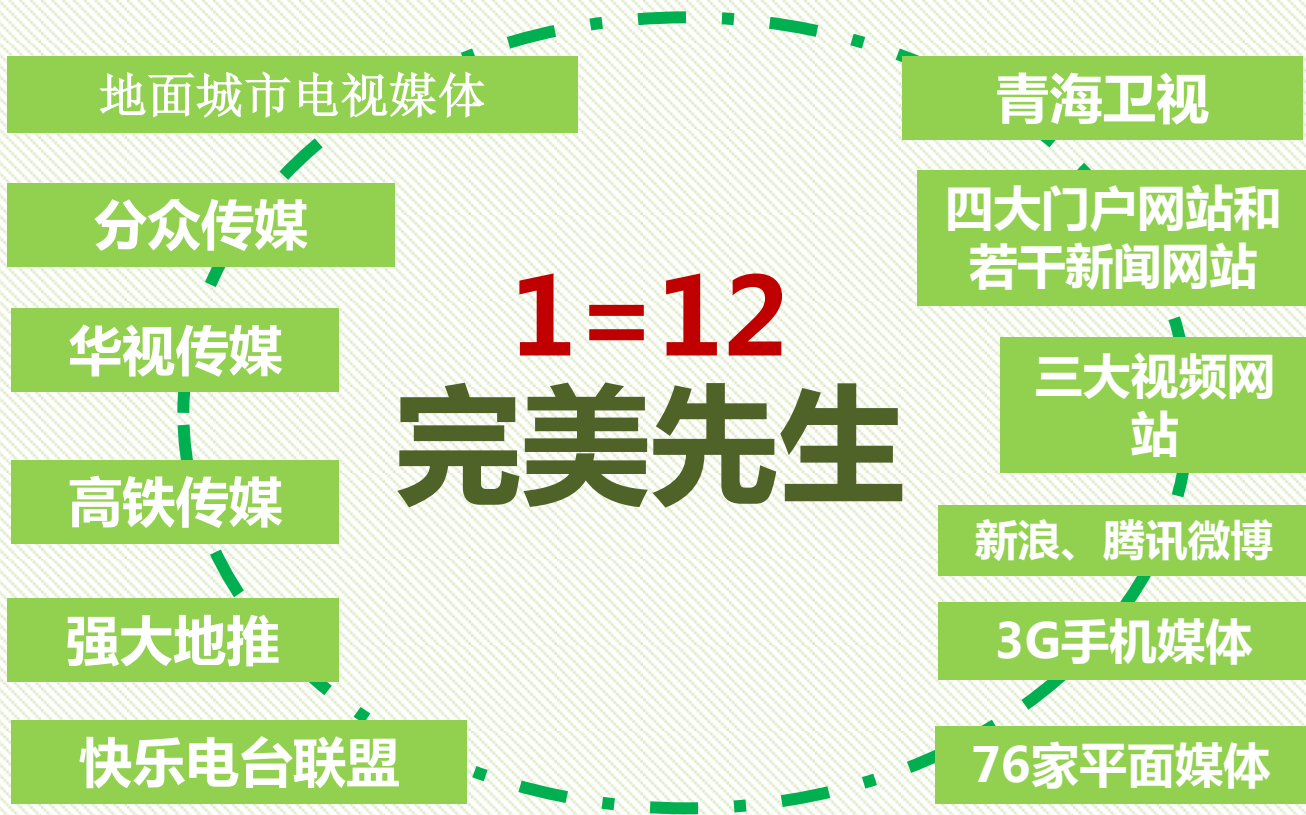 地面城市电视媒体
青海卫视
分众传媒
四大门户网站和
若干新闻网站
1=12
华视传媒
三大视频网
站
完美先生
高铁传媒
新浪、腾讯微博
强大地推
3G手机媒体
快乐电台联盟
76家平面媒体